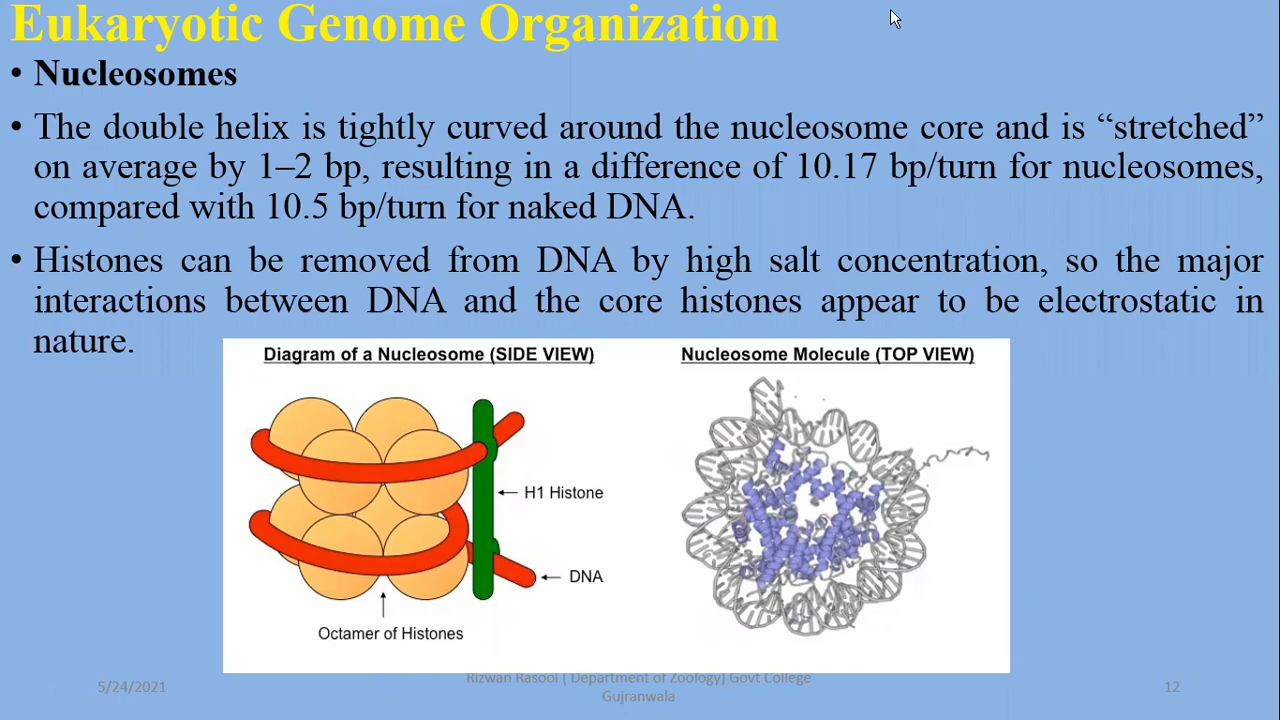 Eukaryotic Genome Organization
• Nucleosomes
• The double helix is tightly curved around the nucleosome core and is “stretched”
on average by 1–2 bp, resulting in a difference of 10.17 bp/turn for nucleosomes,
compared with 10.5 bp/turn for naked DNA.
• Histones can be removed from DNA by high salt concentration, so the major
interactions between DNA and the core histones appear to be electrostatic in
nature.
Diagram of a Nucleosome (SIDE VIEW)
Nucleosome Molecule (TOP VIEW)
H1 Histone
DNA
Octamer of Histones
5/24/2021
Rizwan Rasool ( Department of Zoology) Govt College
Gujranwala
12